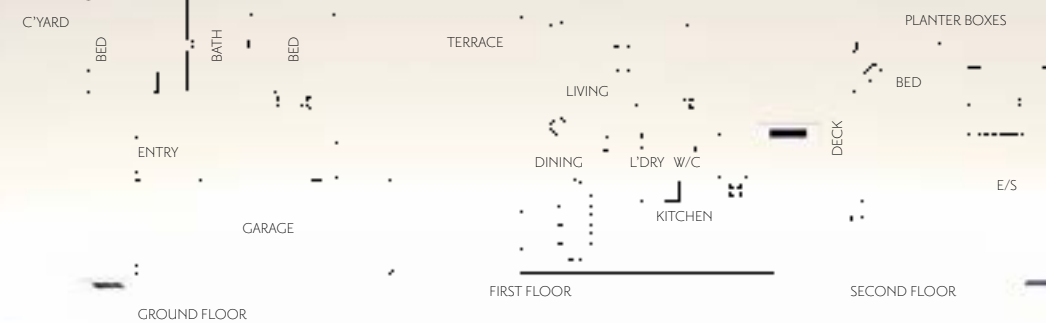 C'YARD
BED
BATH
BED
ENTRY
GARAGE
GROUND FLOOR
TERRACE
LIVING
DINING
L'DRY W/C
KITCHEN
FIRST FLOOR
PLANTER BOXES
BED
DECK
E/S
SECOND FLOOR